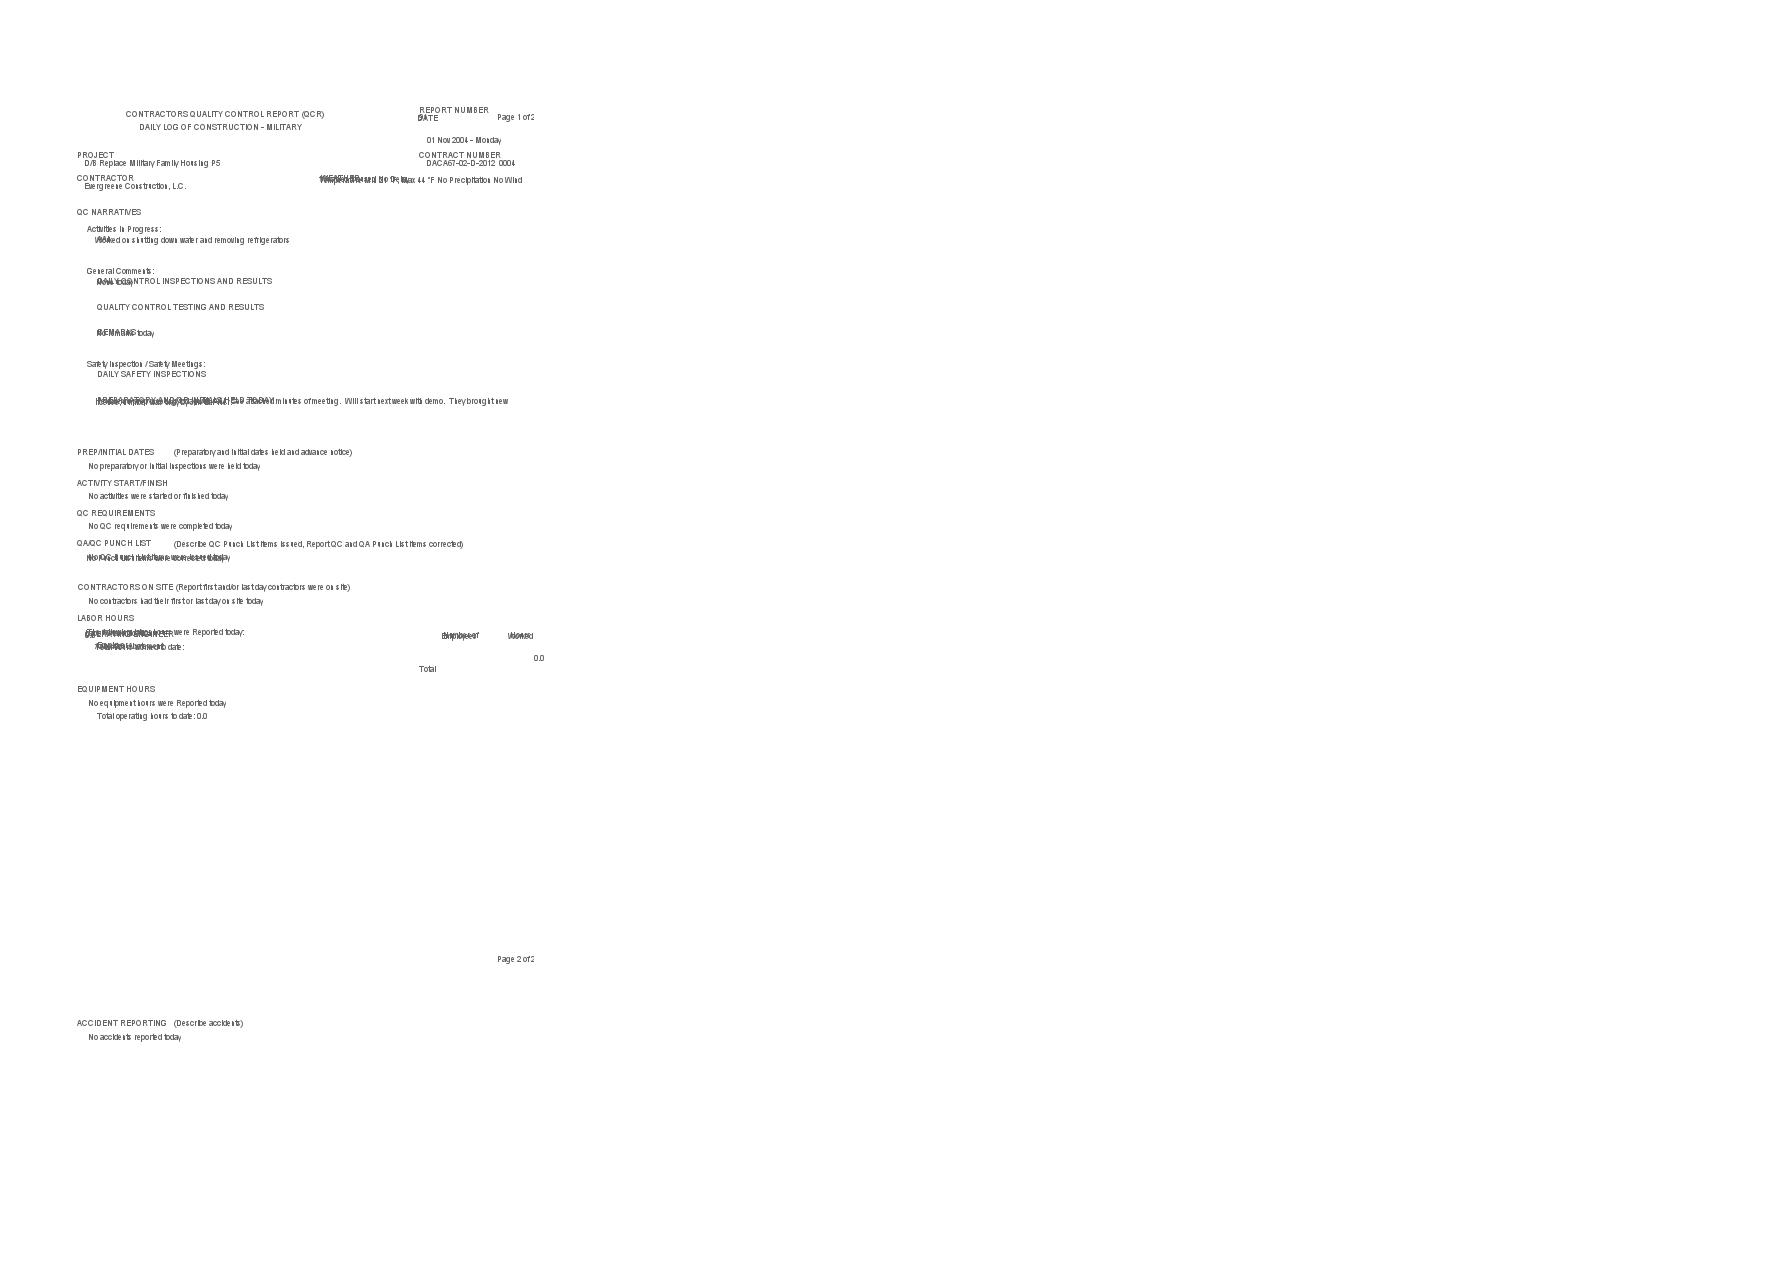 CONTRACTORS QUALITY CONTROL REPORT (QCR)
DAILY LOG OF CONSTRUCTION - MILITARY
REPORT NUMBER
DATE
Page 1 of 2
01 Nov 2004 - Monday
PROJECT
D/B Replace Military Family Housing P5
CONTRACT NUMBER
DACA67-02-D-2012 0004
CONTRACTOR
Evergreene Construction, L.C.
WEATHER
Max 44 °F No Precipitation No Wind
QC NARRATIVES
Activities in Progress:
Worked on shutting down water and removing refrigerators
General Comments:
DAILY CONTROL INSPECTIONS AND RESULTS
None today
QUALITY CONTROL TESTING AND RESULTS
REMARKS
No remarks today
Safety Inspection / Safety Meetings:
DAILY SAFETY INSPECTIONS
PREPARATORY AND/OR INITIALS HELD TODAY
attached minutes of meeting. Will start next week with demo. They brought new
PREP/INITIAL DATES (Preparatory and initial dates held and advance notice)
No preparatory or initial inspections were held today
ACTIVITY START/FINISH
No activities were started or finished today
QC REQUIREMENTS
No QC requirements were completed today
QA/QC PUNCH LIST (Describe QC Punch List items issued, Report QC and QA Punch List items corrected)
No QC Punch List items were issued today
CONTRACTORS ON SITE (Report first and/or last day contractors were on site)
No contractors had their first or last day on site today
LABOR HOURS
The following labor hours were Reported today:
Number of
Employees
Hours
Worked
OPERATING ENGINEER
Total hours worked to date:
0.0
Total
EQUIPMENT HOURS
No equipment hours were Reported today
Total operating hours to date: 0.0
Page 2 of 2
ACCIDENT REPORTING (Describe accidents)
No accidents reported today